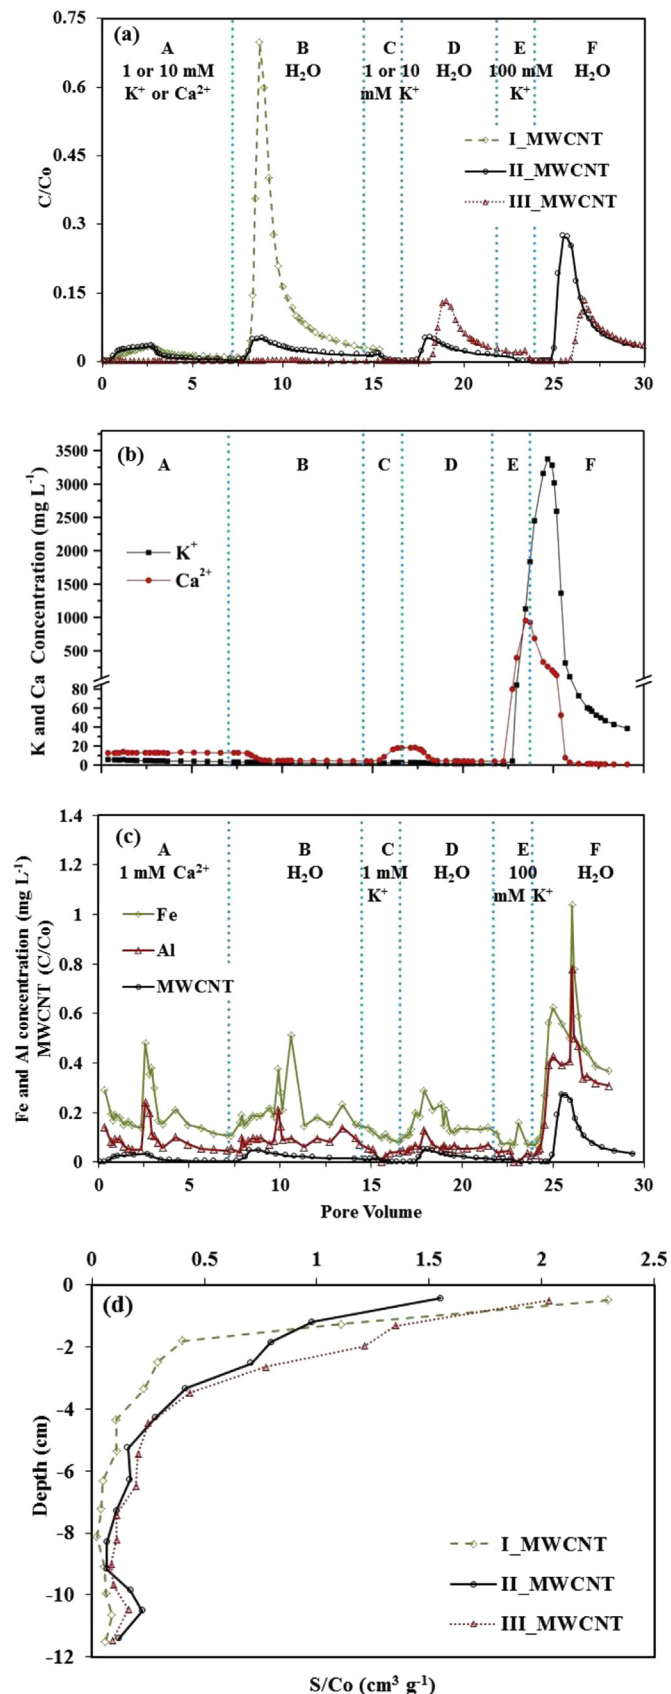 (a)
A B C D E F
1 or 10 mM H₂O 1 or 10 H₂O 100 mM H₂O
K⁺ or Ca²⁺ mM K⁺ K⁺
I_MWCNT
II_MWCNT
III_MWCNT
C/Co
0.75
0.6
0.45
0.3
0.15
0
0 5 10 15 20 25 30
(b)
A B C D E F
K⁺
Ca²⁺
K and Ca Concentration (mg L⁻¹)
3500
3000
2500
2000
1500
1000
500
80
60
40
20
0
(c)
A B C D E F
1 mM Ca²⁺ H₂O 1 mM H₂O 100 H₂O
K⁺ mM K⁺
Fe
Al
MWCNT
Fe and Al concentration (mg L⁻¹)
MWCNT (C/Co)
1.4
1.2
1
0.8
0.6
0.4
0.2
0
0 5 10 15 20 25 30
Pore Volume
0 0.5 1 1.5 2 2.5
(d)
0
-2
-4
-6
-8
-10
-12
Depth (cm)
I_MWCNT
II_MWCNT
III_MWCNT
S/Co (cm³ g⁻¹)